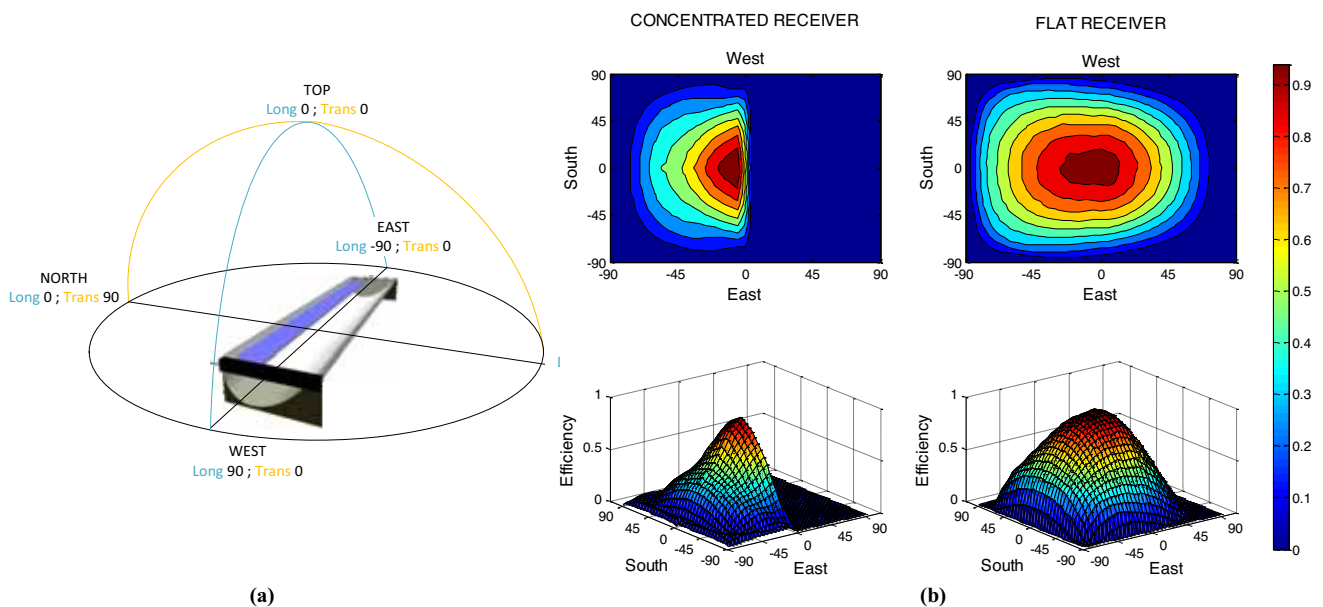 TOP
Long 0 ; Trans 0
EAST
Long -90 ; Trans 0
NORTH
Long 0 ; Trans 90
WEST
Long 90 ; Trans 0
(a)
CONCENTRATED RECEIVER
West
90
45
0
-45
-90
South
-90
-45
0
45
90
East
FLAT RECEIVER
West
90
45
0
-45
-90
South
-90
-45
0
45
90
East
0.9
0.8
0.7
0.6
0.5
0.4
0.3
0.2
0.1
0
1
0.5
0
Efficiency
90
45
0
-45
-90
South
-90
-45
0
45
90
East
1
0.5
0
Efficiency
90
45
0
-45
-90
South
-90
-45
0
45
90
East
(b)